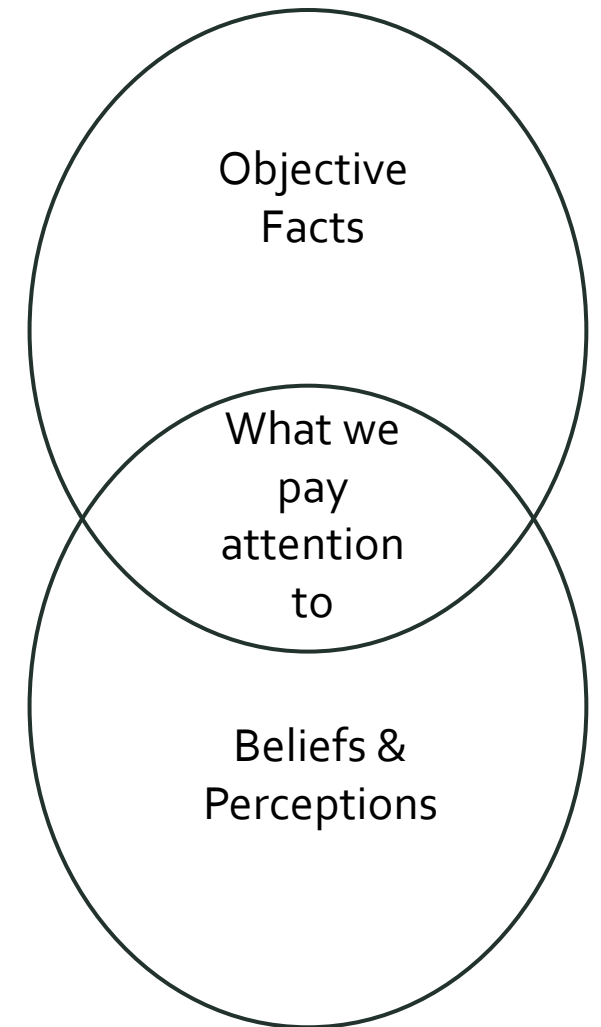 Objective
Facts
What we
pay
attention
to
Beliefs &
Perceptions